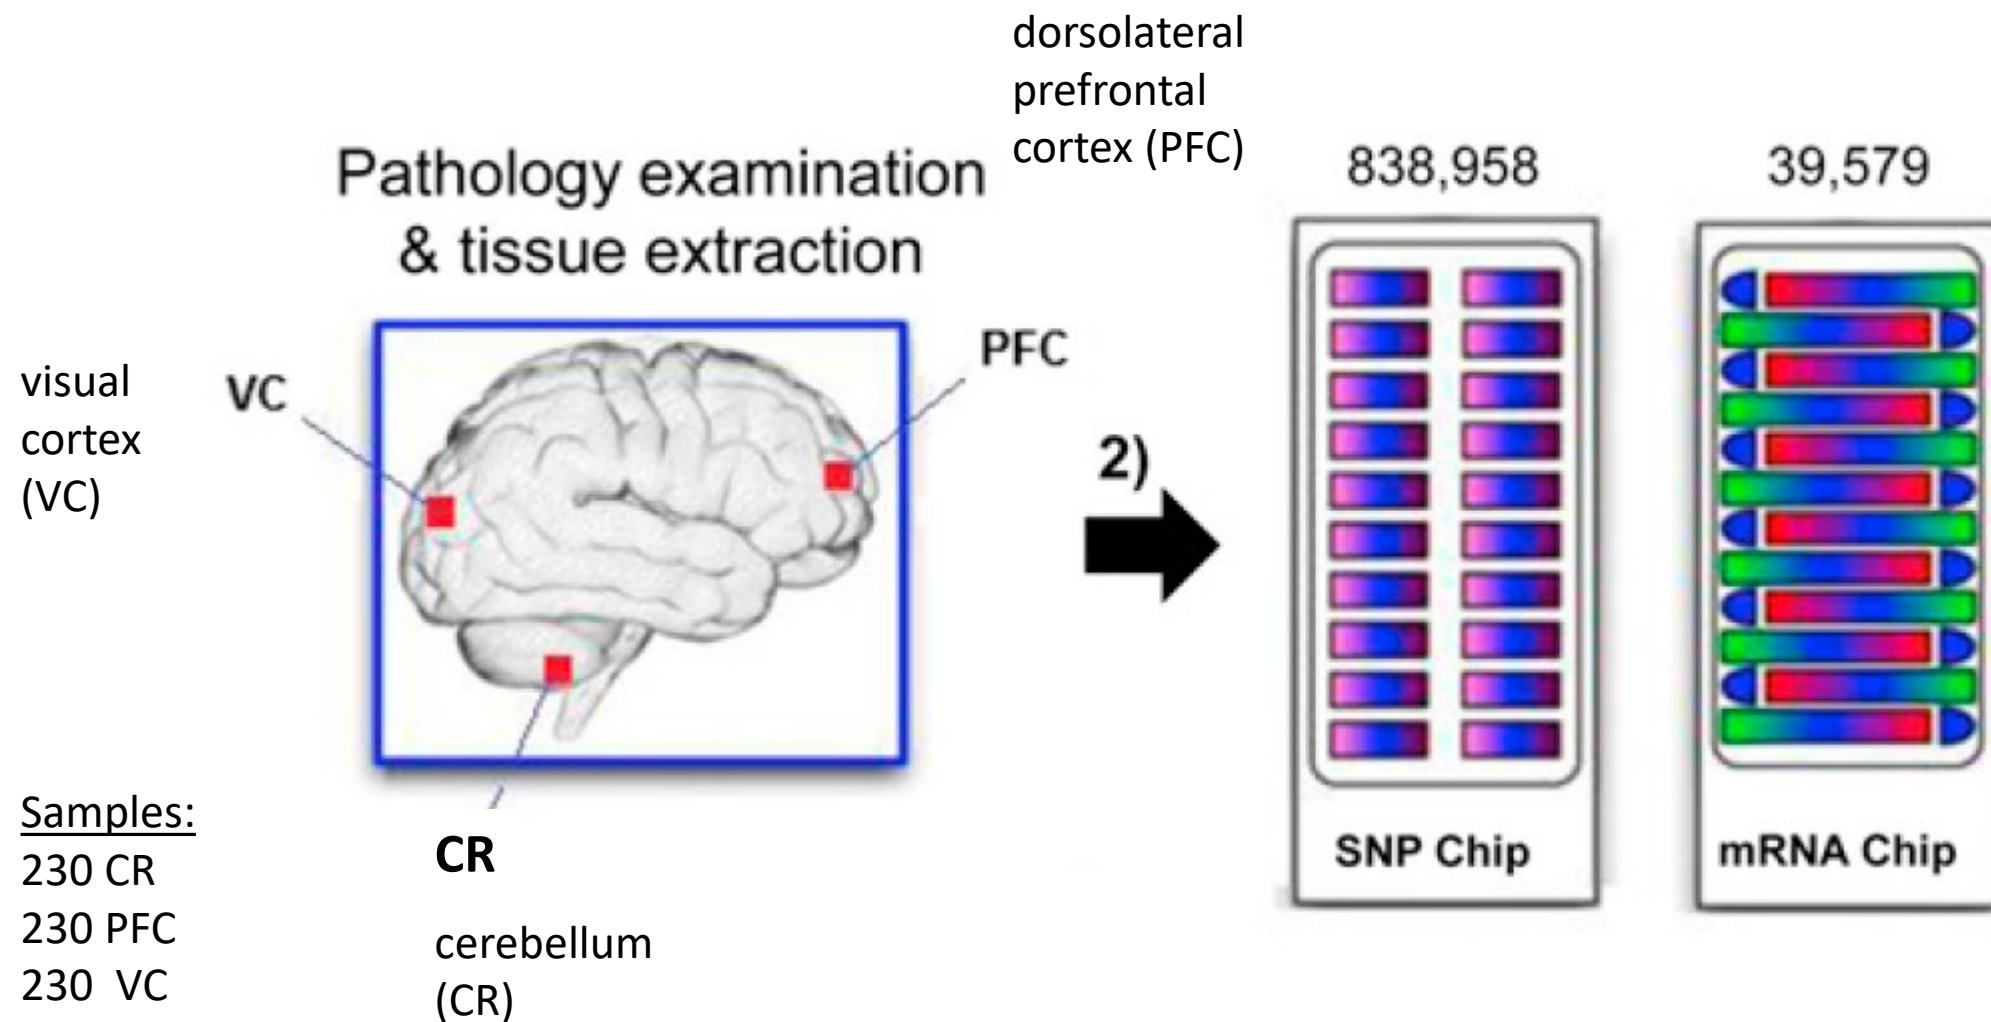 dorsolateral
prefrontal
cortex (PFC)
Pathology examination
& tissue extraction
838,958
39,579
visual
cortex
(VC)
VC
PFC
2)
SNP Chip
mRNA Chip
Samples:
230 CR
230 PFC
230 VC
CR
cerebellum
(CR)